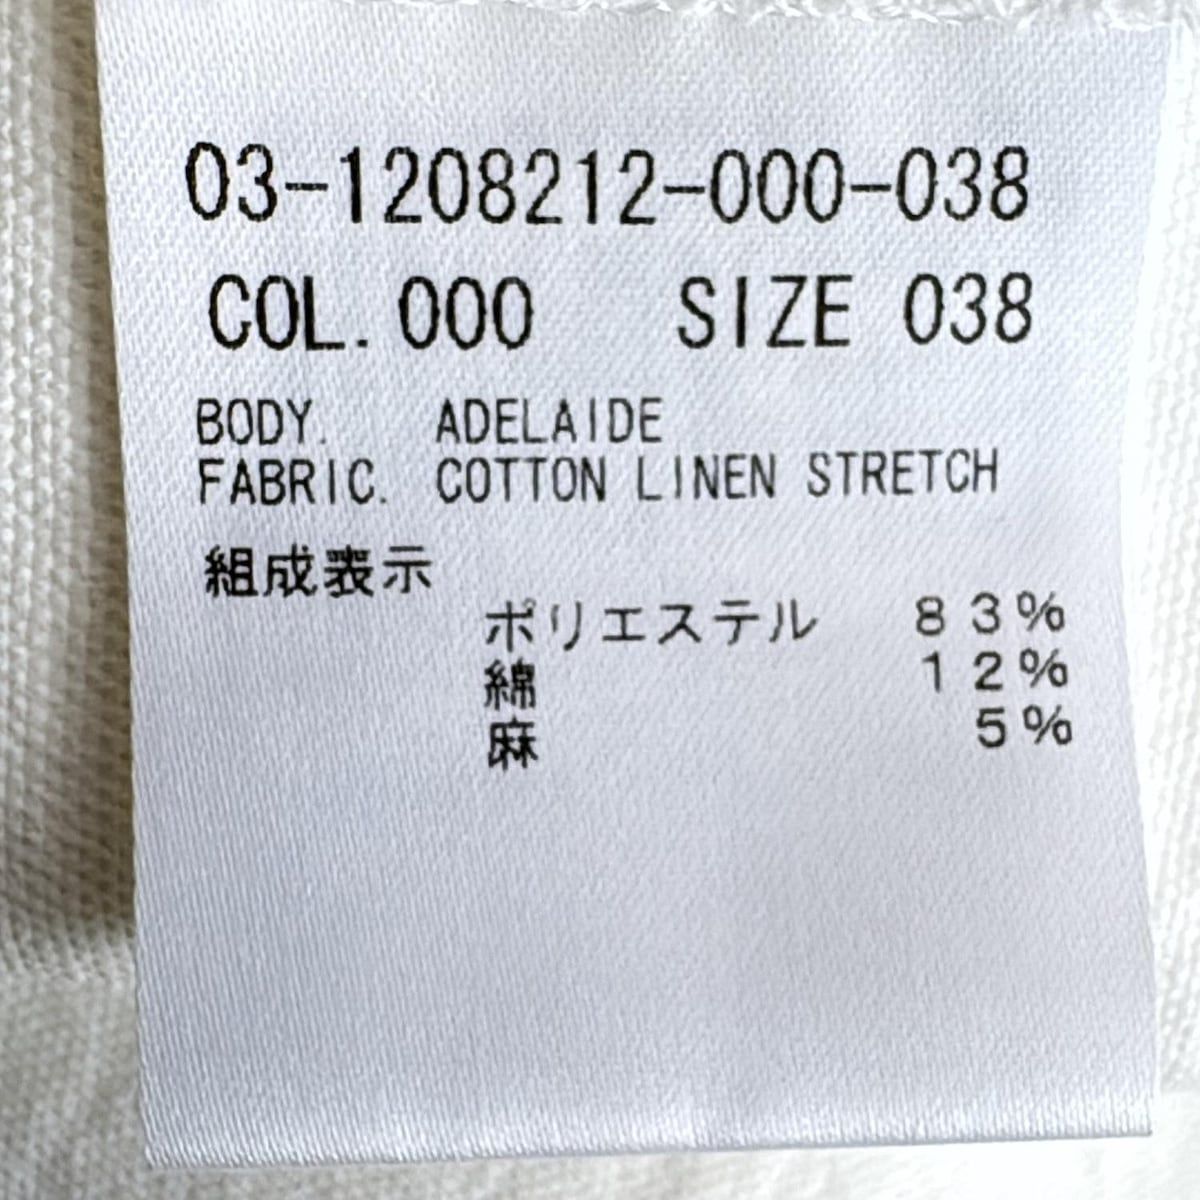 03-1208212-000-038
COL.000 SIZE 038
BODY. ADELAIDE
FABRIC. COTTON LINEN STRETCH
組成表示
ポリエステル 83%
綿 12%
麻 5%